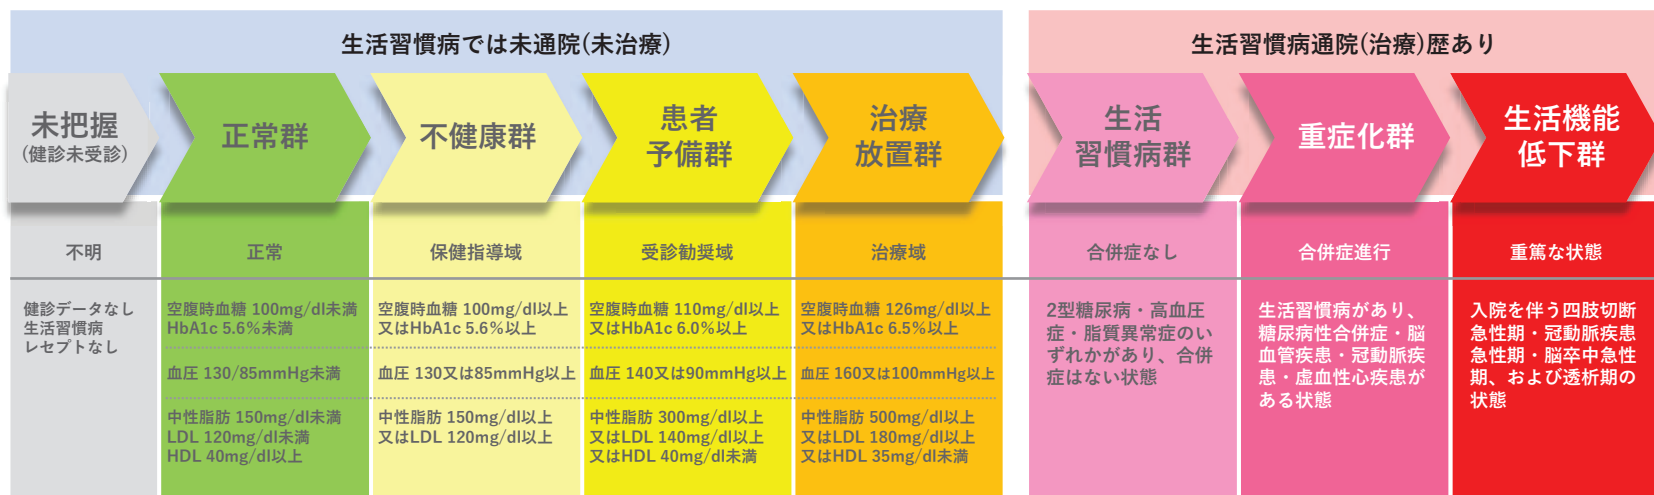 生活習慣病では未通院(未治療)
生活習慣病通院(治療)歴あり
未把握
(健診未受診)
正常群
不健康群
患者
予備群
治療
放置群
生活
習慣病群
重症化群
生活機能
低下群
不明
正常
保健指導域
受診勧奨域
治療域
合併症なし
合併症進行
重篤な状態
健診データなし
生活習慣病
レセプトなし
空腹時血糖 100mg/dl未満
HbA1c 5.6%未満
血圧 130/85mmHg未満
中性脂肪 150mg/dl未満
LDL 120mg/dl未満
HDL 40mg/dl以上
空腹時血糖 100mg/dl以上
又はHbA1c 5.6%以上
血圧 130又は85mmHg以上
中性脂肪 150mg/dl以上
又はLDL 120mg/dl以上
空腹時血糖 110mg/dl以上
又はHbA1c 6.0%以上
血圧 140又は90mmHg以上
中性脂肪 300mg/dl以上
又はLDL 140mg/dl以上
又はHDL 40mg/dl未満
空腹時血糖 126mg/dl以上
又はHbA1c 6.5%以上
血圧 160又は100mmHg以上
中性脂肪 500mg/dl以上
又はLDL 180mg/dl以上
又はHDL 35mg/dl未満
2型糖尿病・高血圧
症・脂質異常症のい
ずれかがあり、合併
症はない状態
生活習慣病があり、
糖尿病性合併症・脳
血管疾患・冠動脈疾
患・虚血性心疾患が
ある状態
入院を伴う四肢切断
急性期・冠動脈疾患
急性期・脳卒中急性
期、および透析期の
状態